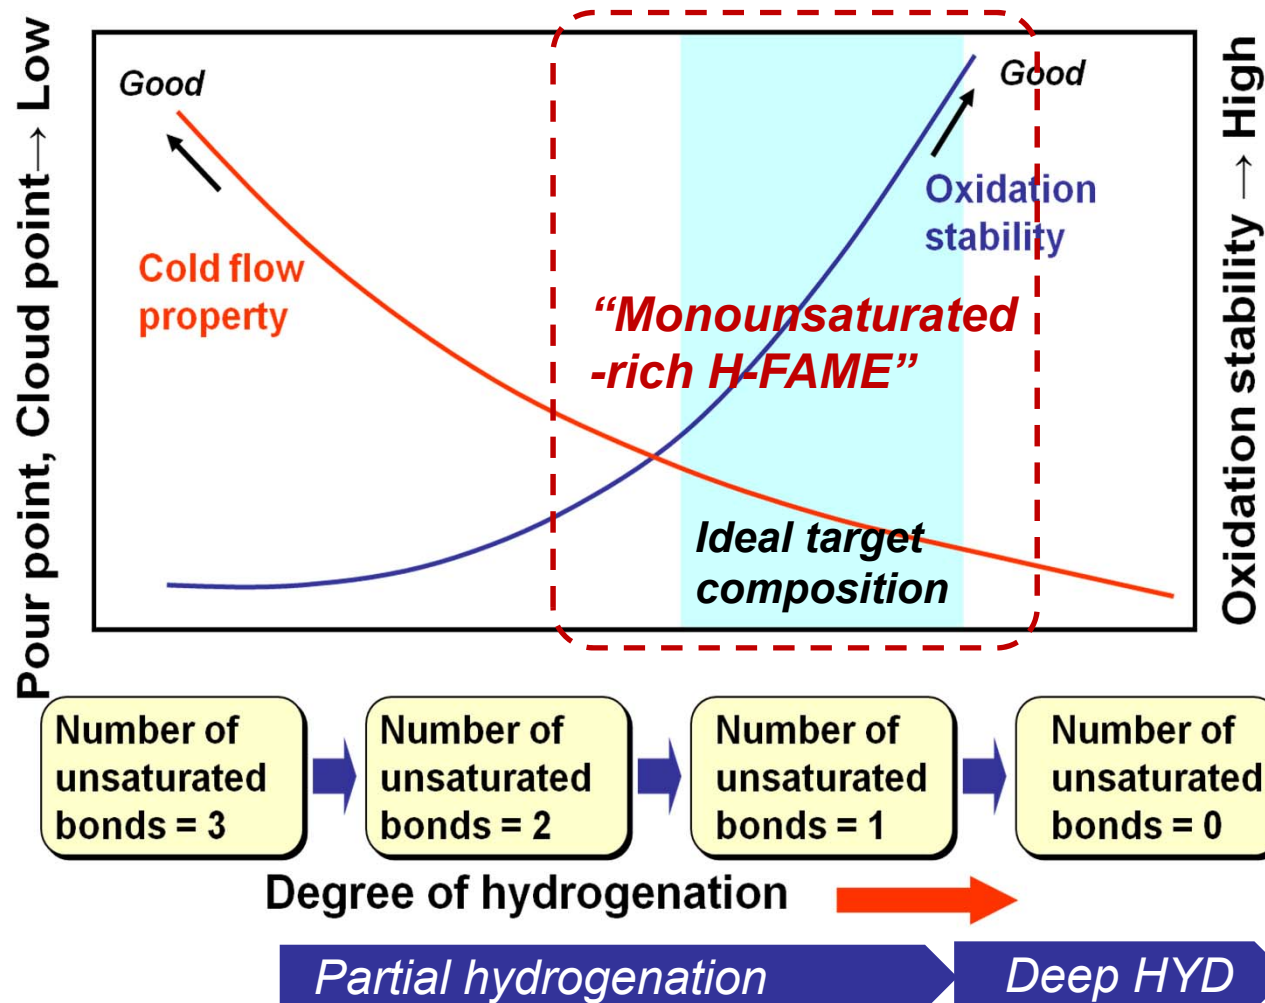 Pour point, Cloud point→ Low
Good
Good
Oxidation stability → High
Cold flow
property
Oxidation
stability
“Monounsaturated
-rich H-FAME”
Ideal target
composition
Number of
unsaturated
bonds = 3
Number of
unsaturated
bonds = 2
Number of
unsaturated
bonds = 1
Number of
unsaturated
bonds = 0
Degree of hydrogenation
Partial hydrogenation
Deep HYD